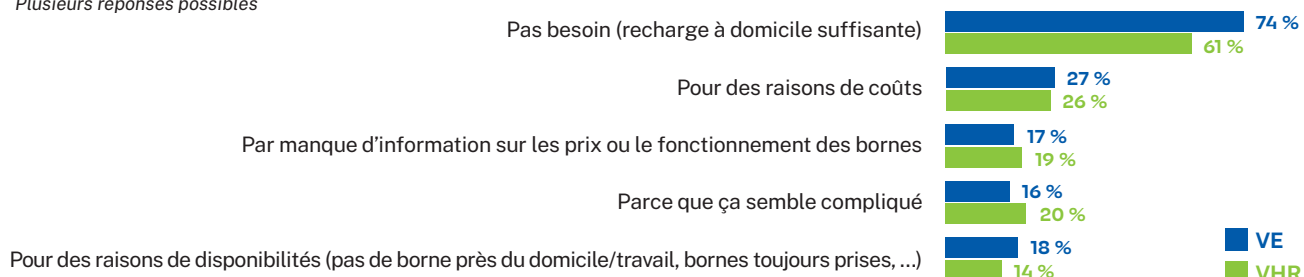 Plusieurs réponses possibles
Pas besoin (recharge à domicile suffisante)
74 %
61 %
Pour des raisons de coûts
27 %
26 %
Par manque d'information sur les prix ou le fonctionnement des bornes
17 %
19 %
Parce que ça semble compliqué
16 %
20 %
Pour des raisons de disponibilités (pas de borne près du domicile/travail, bornes toujours prises, ...)
18 %
14 %
VE
VHR